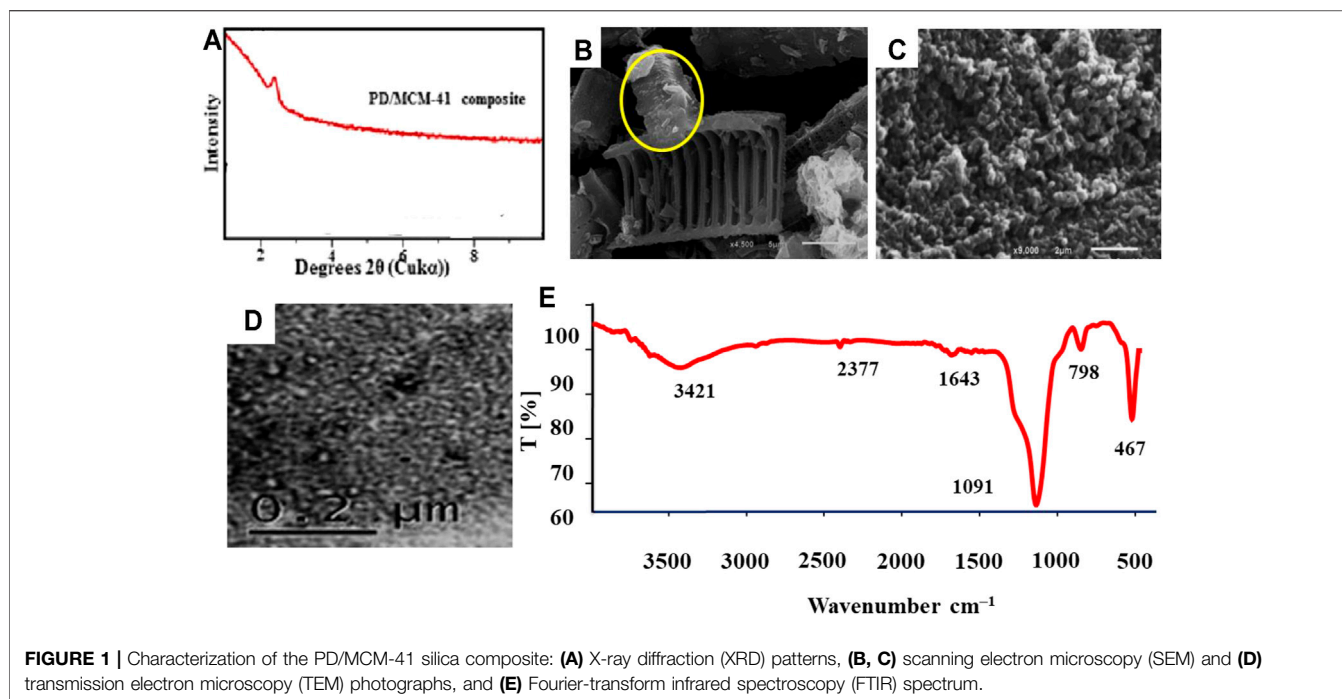 A
Intensity
PD/MCM-41 composite
2 4 6 8
Degrees 2θ (Cukα))
B
x4,500 5µm
C
x9,000 2µm
D
0.2 µm
E
T [%]
100
90
80
70
60
3421
2377
1643
1091
798
467
3500 3000 2500 2000 1500 1000 500
Wavenumber cm⁻¹
FIGURE 1 | Characterization of the PD/MCM-41 silica composite: (A) X-ray diffraction (XRD) patterns, (B, C) scanning electron microscopy (SEM) and (D)
transmission electron microscopy (TEM) photographs, and (E) Fourier-transform infrared spectroscopy (FTIR) spectrum.